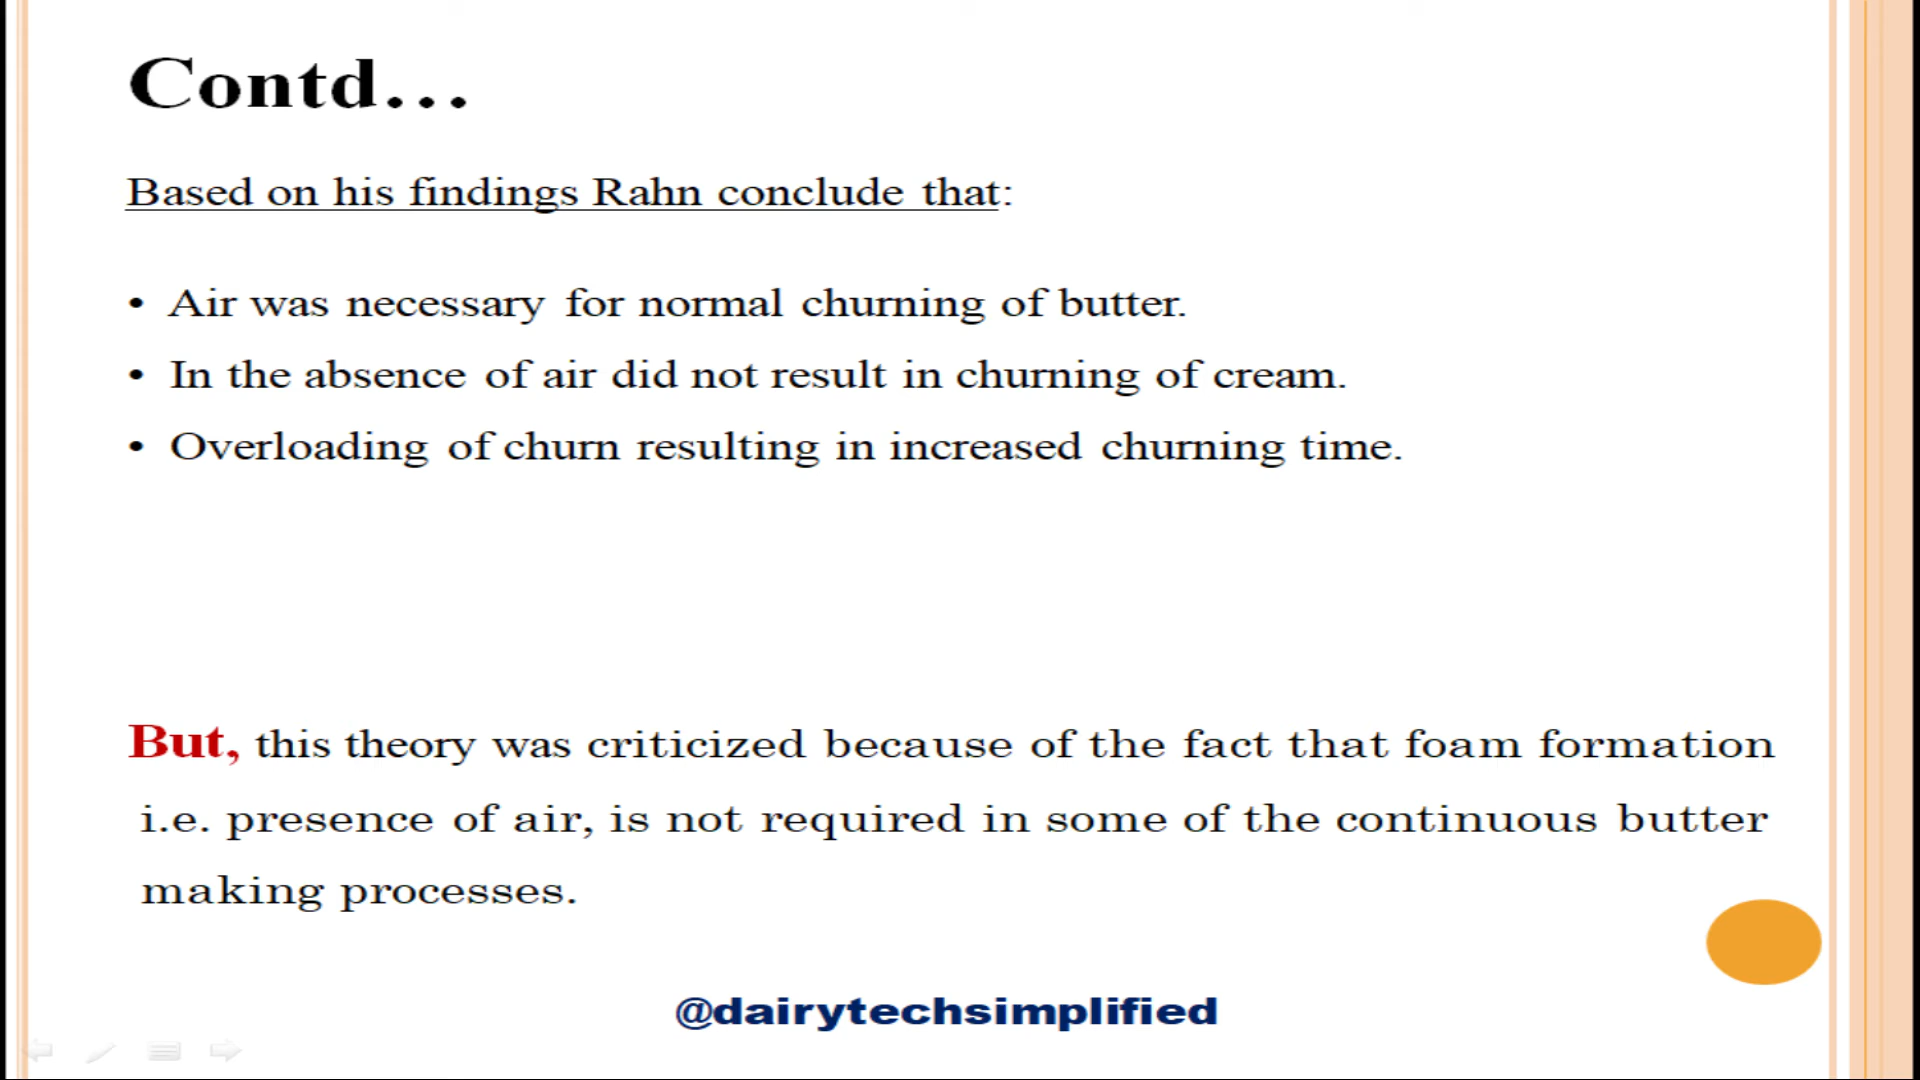 Contd...
Based on his findings Rahn conclude that:
• Air was necessary for normal churning of butter.
• In the absence of air did not result in churning of cream.
• Overloading of churn resulting in increased churning time.
But, this theory was criticized because of the fact that foam formation
i.e. presence of air, is not required in some of the continuous butter
making processes.
@dairytechsimplified